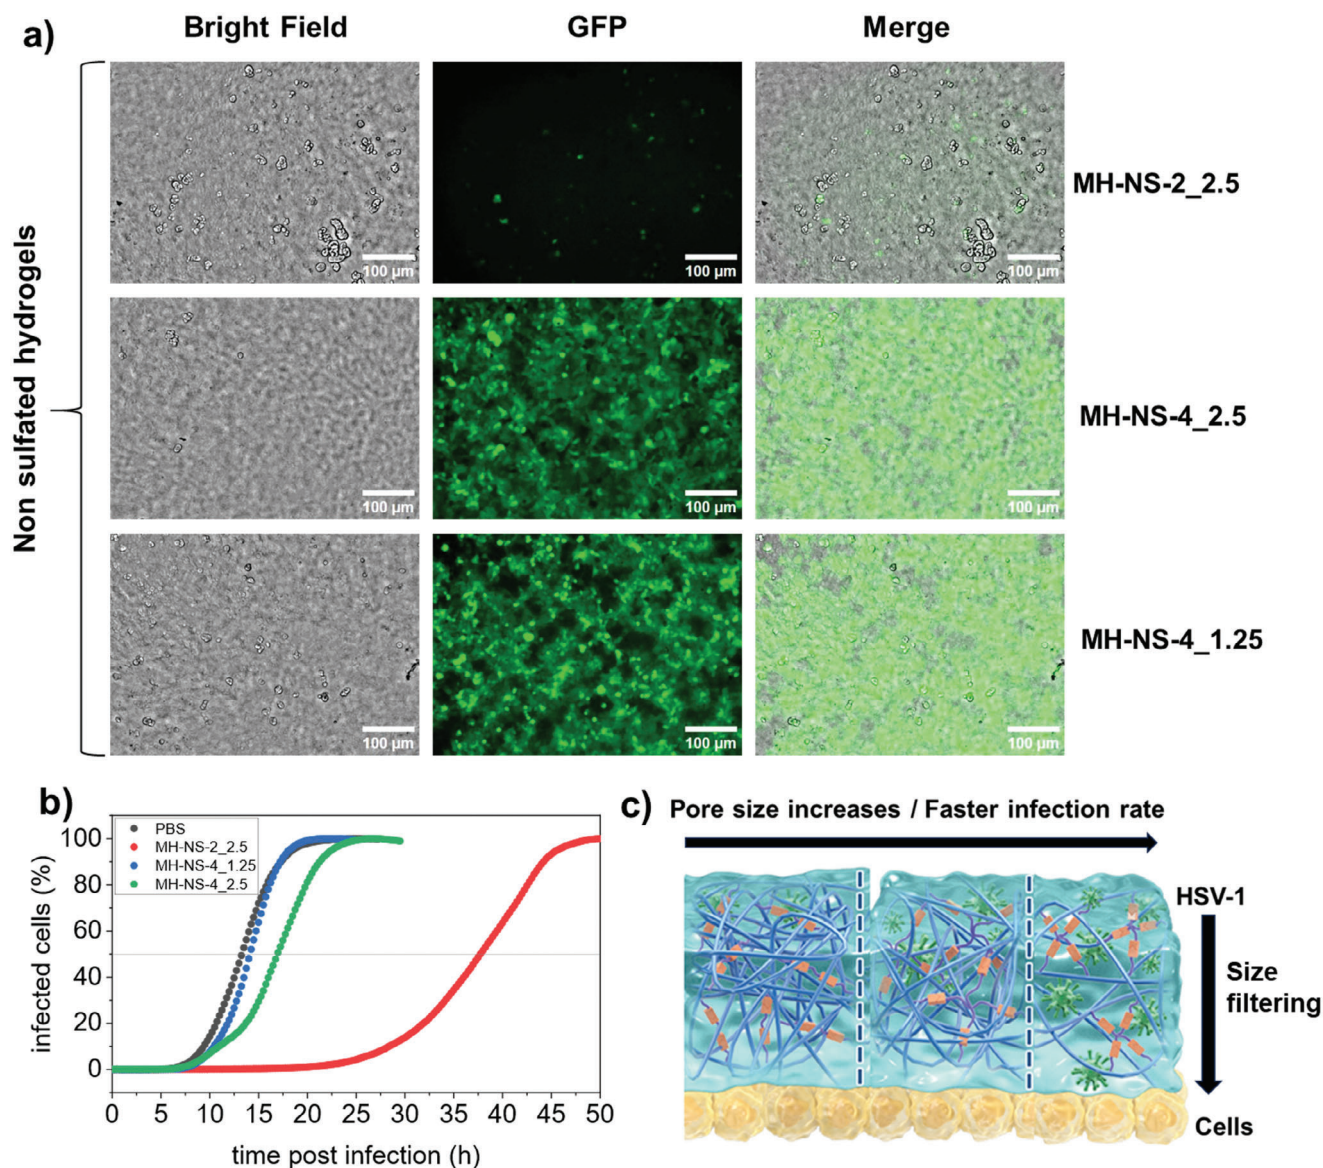 a)
Bright Field
GFP
Merge
Non sulfated hydrogels
100 µm
100 µm
100 µm
MH-NS-2_2.5
100 µm
100 µm
100 µm
MH-NS-4_2.5
100 µm
100 µm
100 µm
MH-NS-4_1.25
b)
infected cells (%)
100
80
60
40
20
0
PBS
MH-NS-2_2.5
MH-NS-4_1.25
MH-NS-4_2.5
0 5 10 15 20 25 30 35 40 45 50
time post infection (h)
c)
Pore size increases / Faster infection rate
HSV-1
Size
filtering
Cells